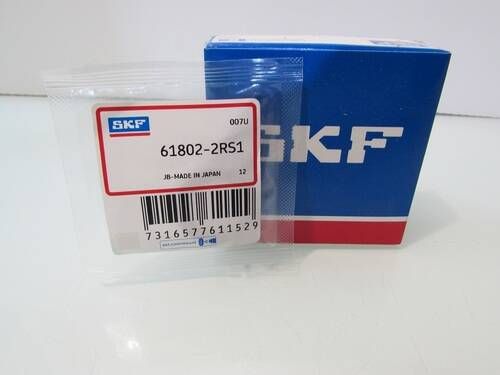 007U
SKF
61802-2RS1
JB-MADE IN JAPAN 12
7316577611529
SKF